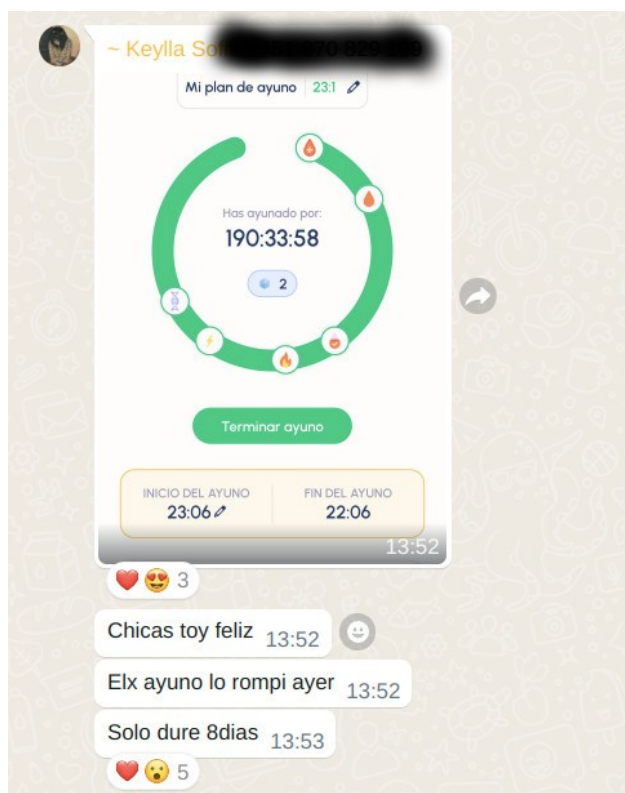 ~ Keylla
Mi plan de ayuno 23:1
Has ayunado por:
190:33:58
2
Terminar ayuno
INICIO DEL AYUNO FIN DEL AYUNO
23:06 22:06
13:52
❤️😍 3
Chicas toy feliz 13:52
Elx ayuno lo rompi ayer 13:52
Solo dure 8dias 13:53
❤️😮 5